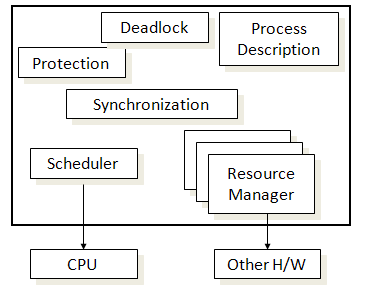 Deadlock
Process
Description
Protection
Synchronization
Scheduler
Resource
Manager
CPU
Other H/W